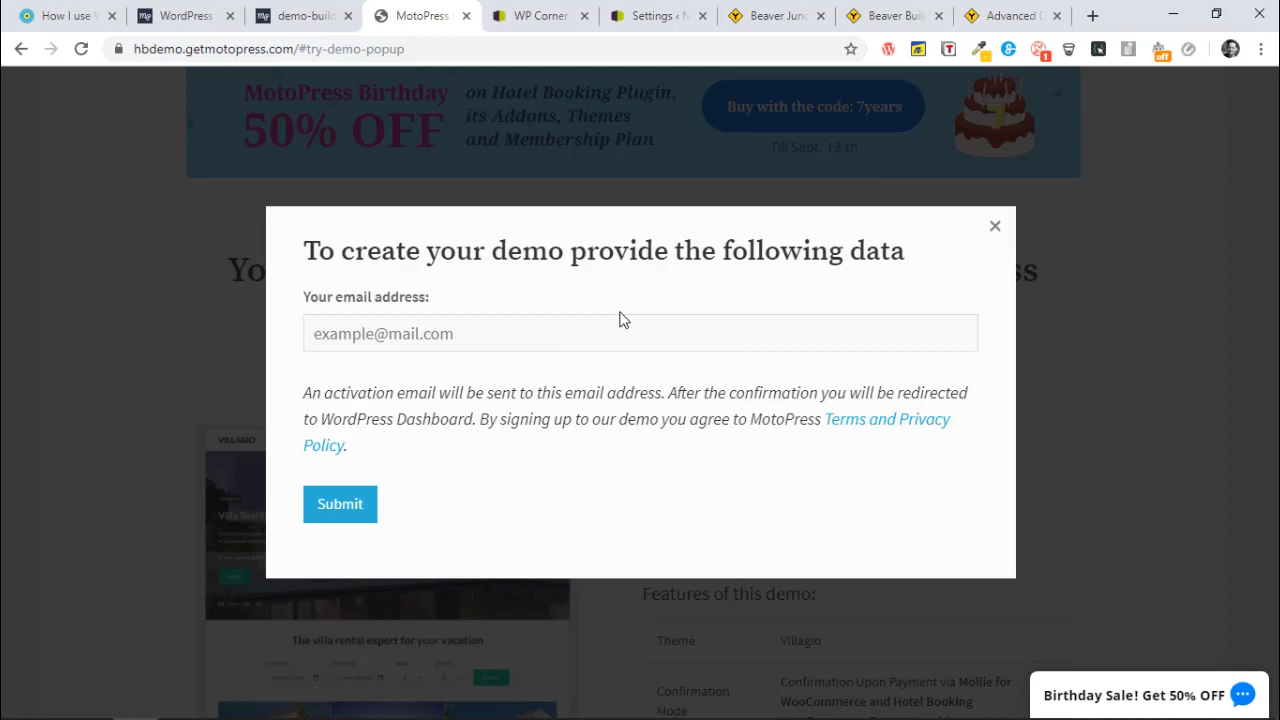 How I use
WordPress
demo-buil
MotoPress
WP Corner
Settings ‹
Beaver Jun
Beaver Buil
Advanced
hbdemo.getmotopress.com/#try-demo-popup
MotoPress Birthday
50% OFF
on Hotel Booking Plugin,
its Addons, Themes
and Membership Plan
Buy with the code: 7years
Till Sept, 13-th
To create your demo provide the following data
Your email address:
example@mail.com
An activation email will be sent to this email address. After the confirmation you will be redirected
to WordPress Dashboard. By signing up to our demo you agree to MotoPress Terms and Privacy
Policy.
Submit
VILLAGIO
The villa rental expert for your vacation
Features of this demo:
Theme
Villagio
Confirmation
Mode
Confirmation Upon Payment via Mollie for
WooCommerce and Hotel Booking
Birthday Sale! Get 50% OFF